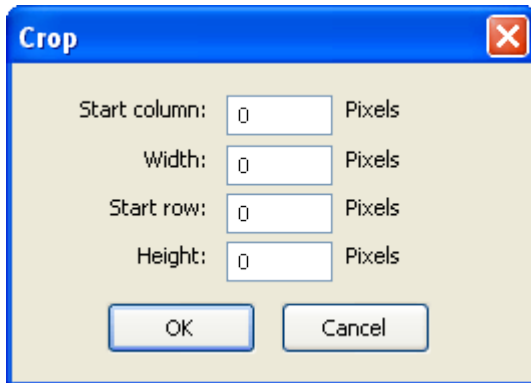 Crop
Start column: 0 Pixels
Width: 0 Pixels
Start row: 0 Pixels
Height: 0 Pixels
OK Cancel